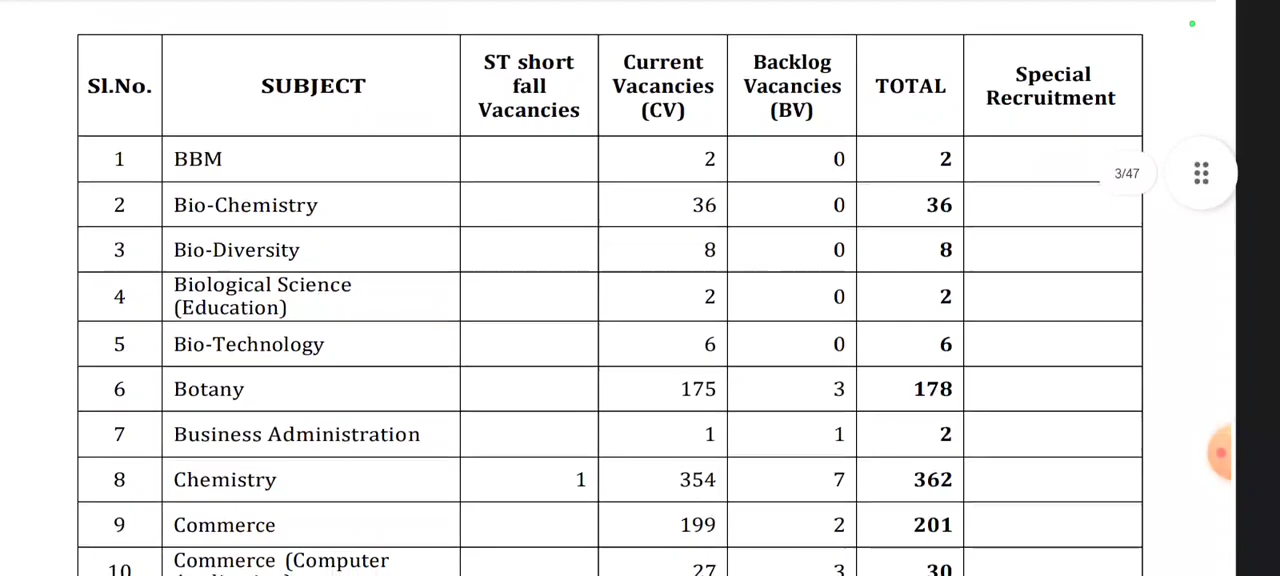 Sl.No. SUBJECT ST short fall Vacancies Current Vacancies (CV) Backlog Vacancies (BV) TOTAL Special Recruitment
1 BBM 2 0 2
3/47
2 Bio-Chemistry 36 0 36
3 Bio-Diversity 8 0 8
4 Biological Science (Education) 2 0 2
5 Bio-Technology 6 0 6
6 Botany 175 3 178
7 Business Administration 1 1 2
8 Chemistry 1 354 7 362
9 Commerce 199 2 201
10 Commerce (Computer 27 3 30